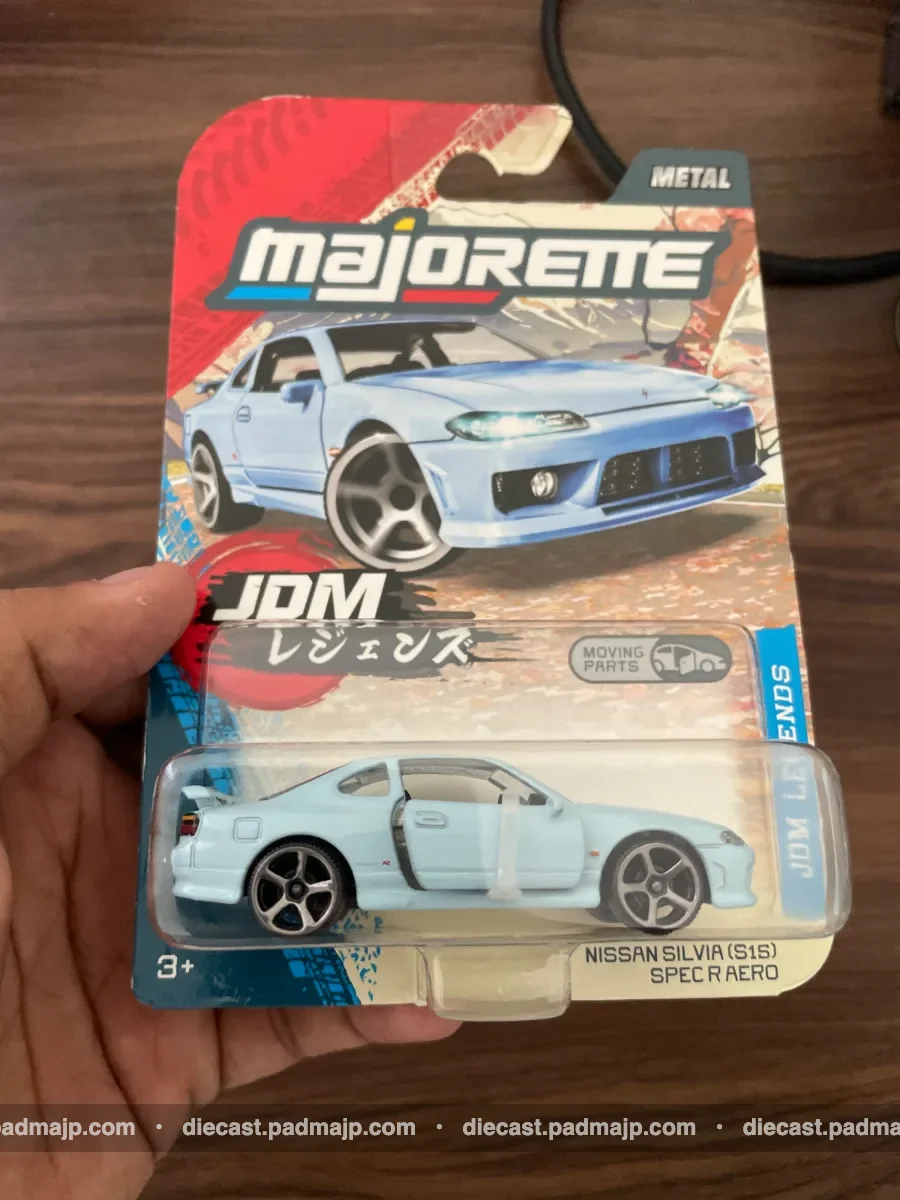 METAL
majORETTE
JDM
レジェンズ
MOVING
PARTS
JDM LEGENDS
3+
NISSAN SILVIA (S15)
SPEC R AERO
diecast.padmajp.com • diecast.padmajp.com • diecast.padmajp.com • diecast.padma